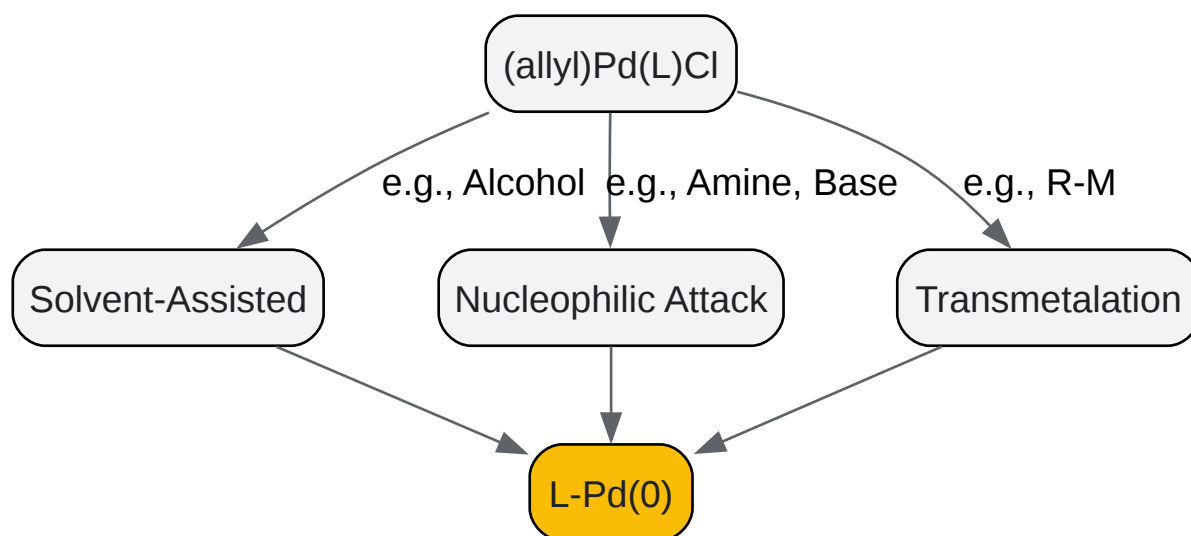 (allyl)Pd(L)Cl
e.g., Alcohol
e.g., Amine, Base
e.g., R-M
Solvent-Assisted
Nucleophilic Attack
Transmetalation
L-Pd(0)